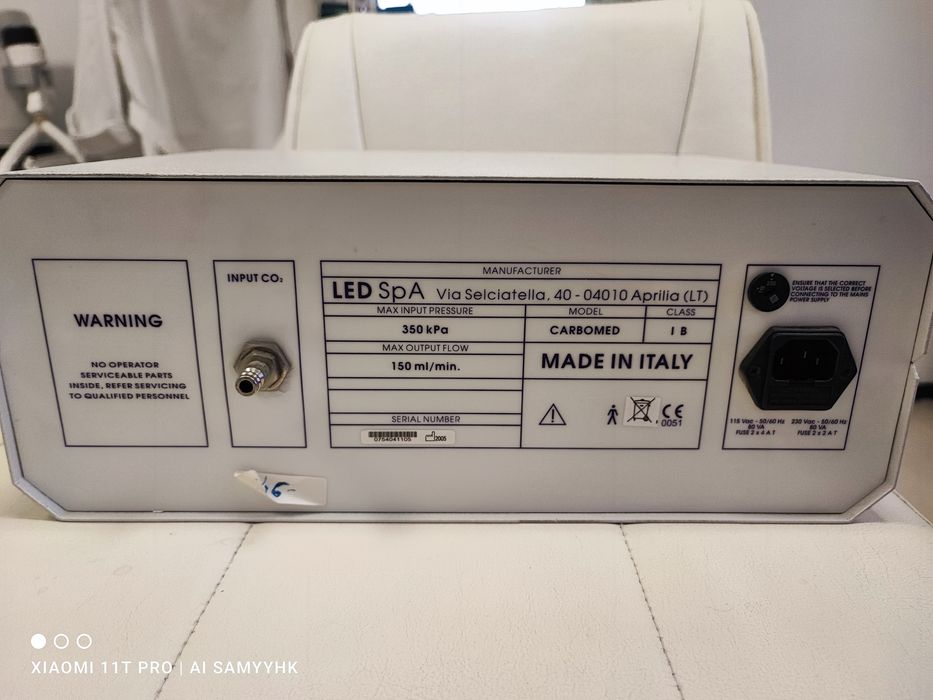 WARNING
NO OPERATOR
SERVICEABLE PARTS
INSIDE, REFER SERVICING
TO QUALIFIED PERSONNEL
INPUT CO₂
MANUFACTURER
LED SpA Via Selciatella, 40 - 04010 Aprilia (LT)
MAX INPUT PRESSURE
350 kPa
MAX OUTPUT FLOW
150 ml/min.
SERIAL NUMBER
0754041105
2005
MODEL
CARBOMED
CLASS
I B
MADE IN ITALY
CE
0051
ENSURE THAT THE CORRECT
VOLTAGE IS SELECTED BEFORE
CONNECTING TO THE MAINS
POWER SUPPLY
115 Vac - 50/60 Hz
80 VA
FUSE 2 x 4 A T
230 Vac - 50/60 Hz
80 VA
FUSE 2 x 2 A T
XIAOMI 11T PRO | AI SAMYYHK